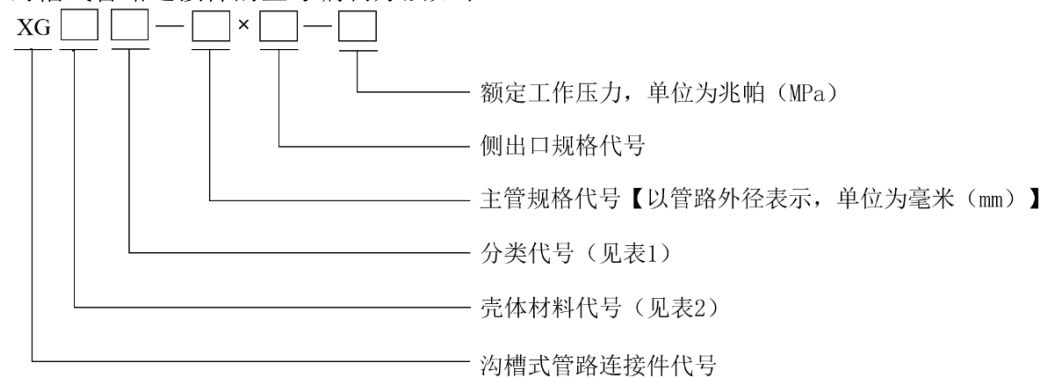 XG □ □ — □ × □ — □
额定工作压力，单位为兆帕（MPa）
侧出口规格代号
主管规格代号【以管路外径表示，单位为毫米（mm）】
分类代号（见表1）
壳体材料代号（见表2）
沟槽式管路连接件代号